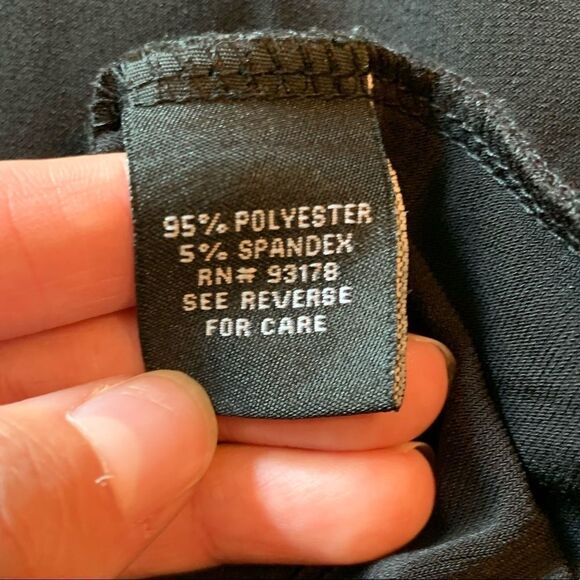 95% POLYESTER
5% SPANDEX
RN# 93178
SEE REVERSE
FOR CARE